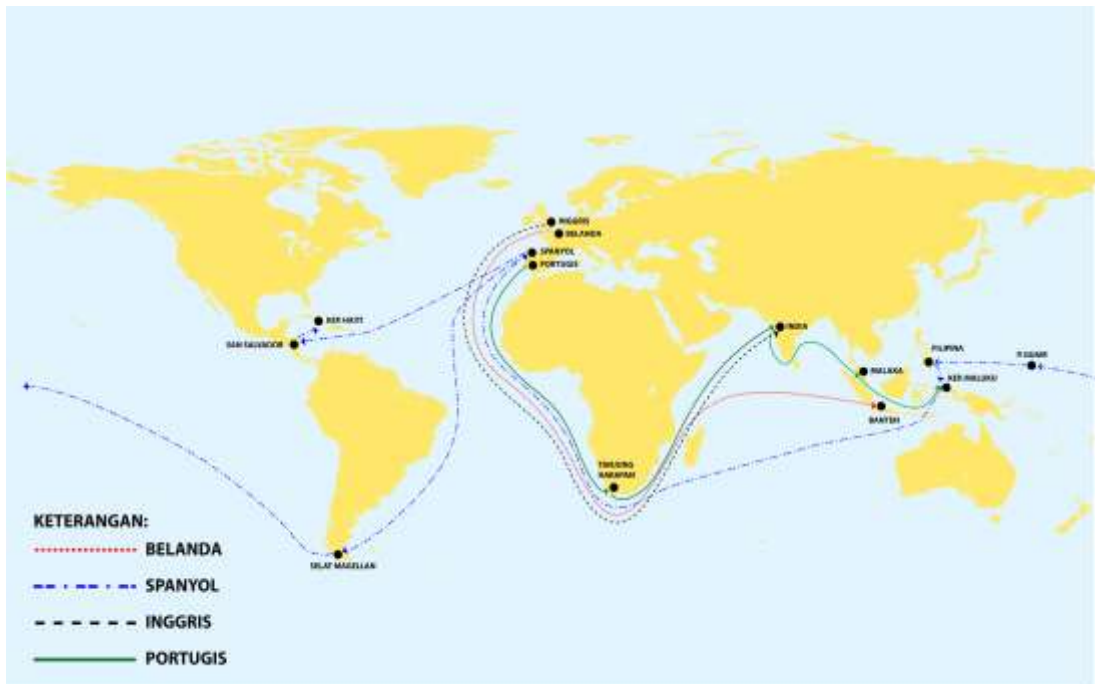 INGGRIS
BELANDA
SPANYOL
PORTUGIS
KEP. HAITI
SAN SALVADOR
INDIA
MALAKA
FILIPINA
P. GUAM
KEP. MALUKU
BANTEN
TANJUNG
HARAPAN
SELAT MAGELLAN
KETERANGAN:
BELANDA
SPANYOL
INGGRIS
PORTUGIS